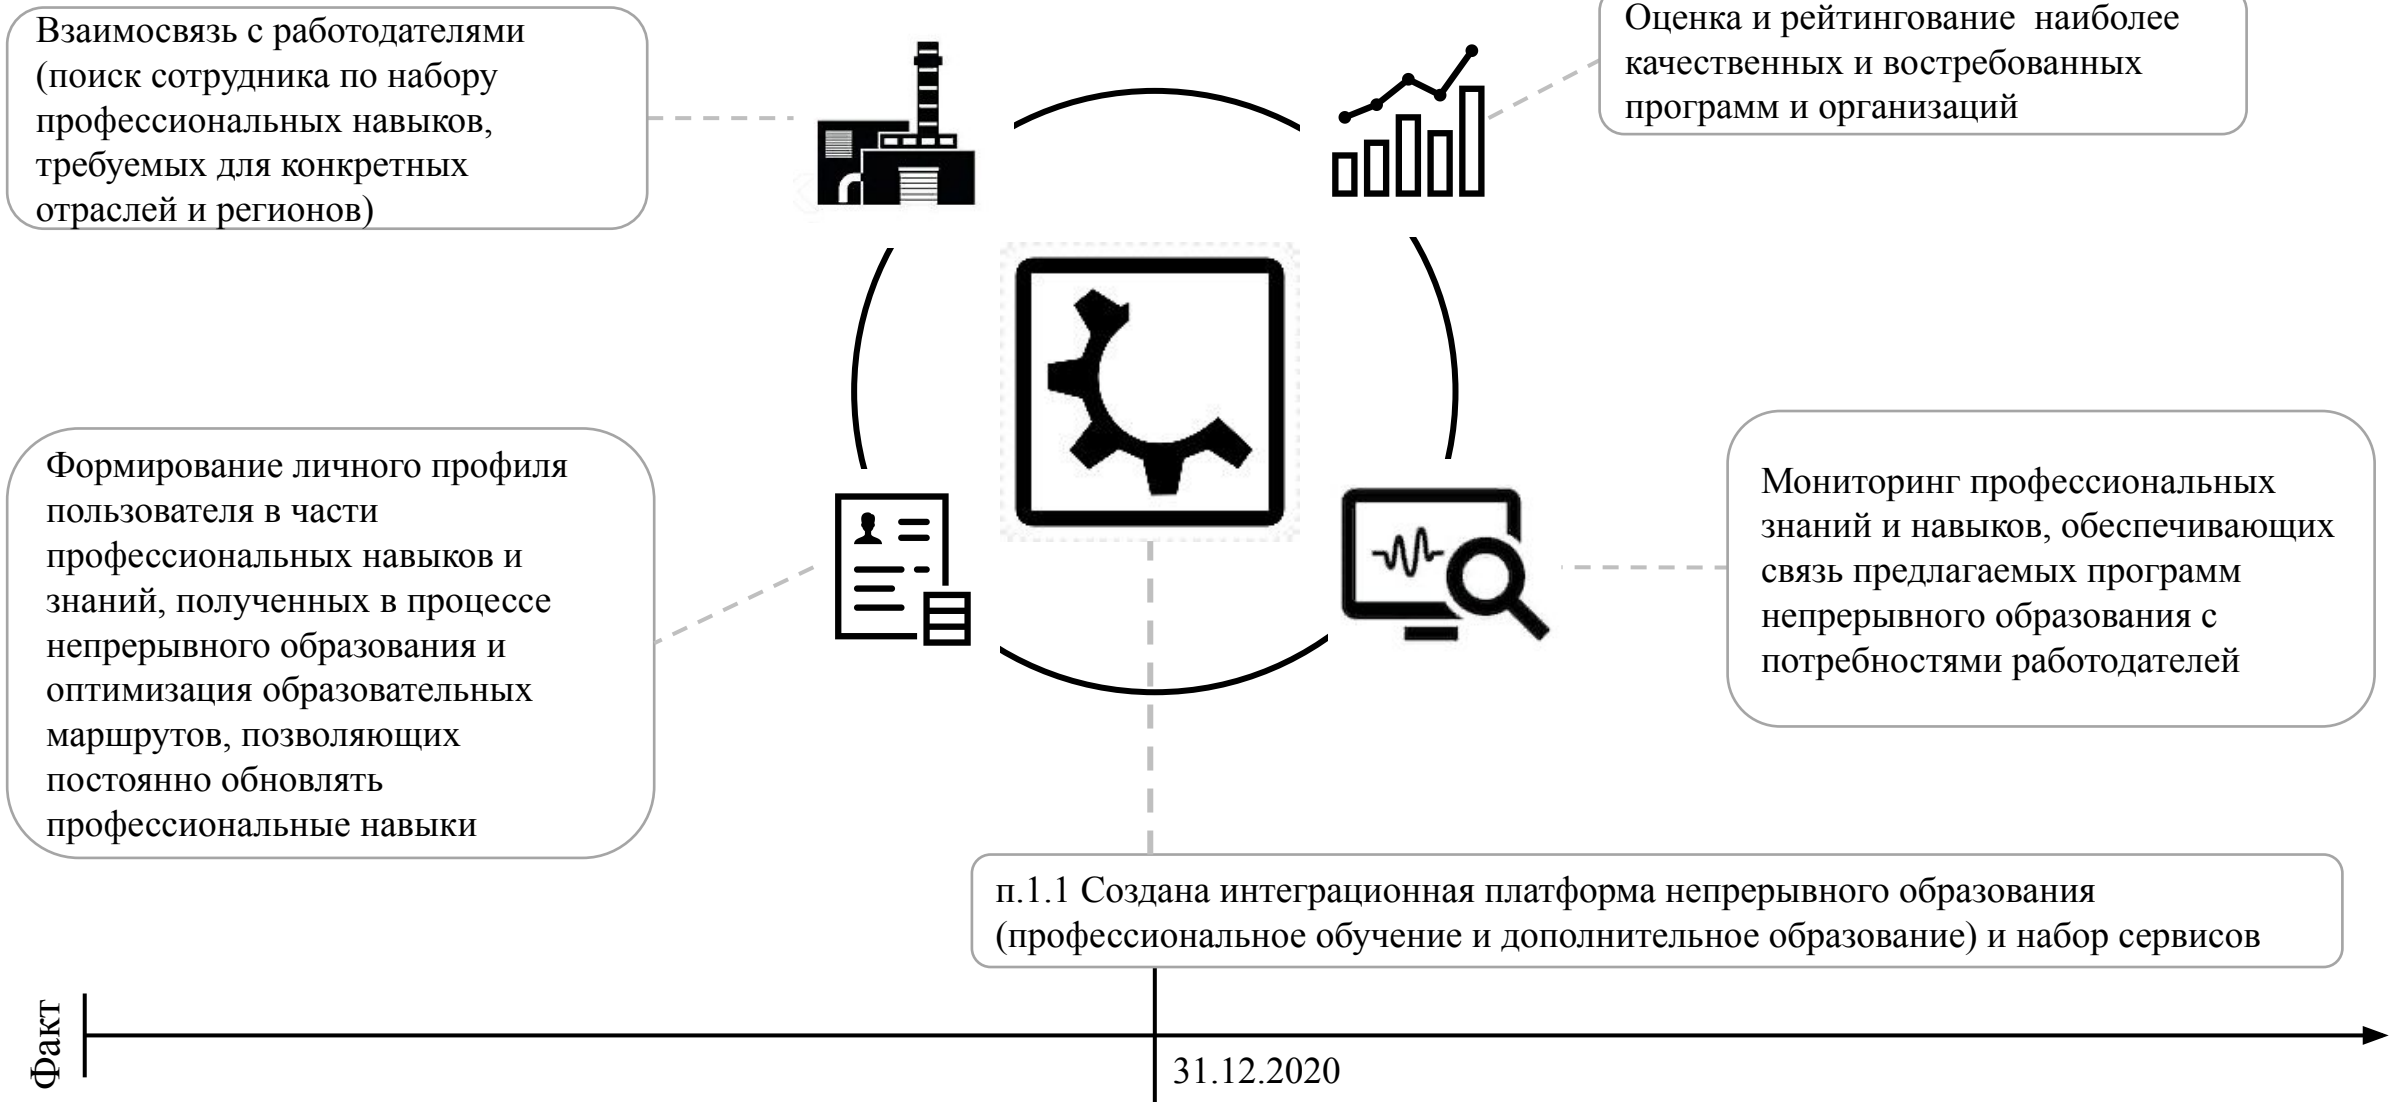 Взаимосвязь с работодателями
(поиск сотрудника по набору
профессиональных навыков,
требуемых для конкретных
отраслей и регионов)
Оценка и рейтингование  наиболее
качественных и востребованных
программ и организаций
Формирование личного профиля
пользователя в части
профессиональных навыков и
знаний, полученных в процессе
непрерывного образования и
оптимизация образовательных
маршрутов, позволяющих
постоянно обновлять
профессиональные навыки
Мониторинг профессиональных
знаний и навыков, обеспечивающих
связь предлагаемых программ
непрерывного образования с
потребностями работодателей
п.1.1 Создана интеграционная платформа непрерывного образования
(профессиональное обучение и дополнительное образование) и набор сервисов
Факт
31.12.2020